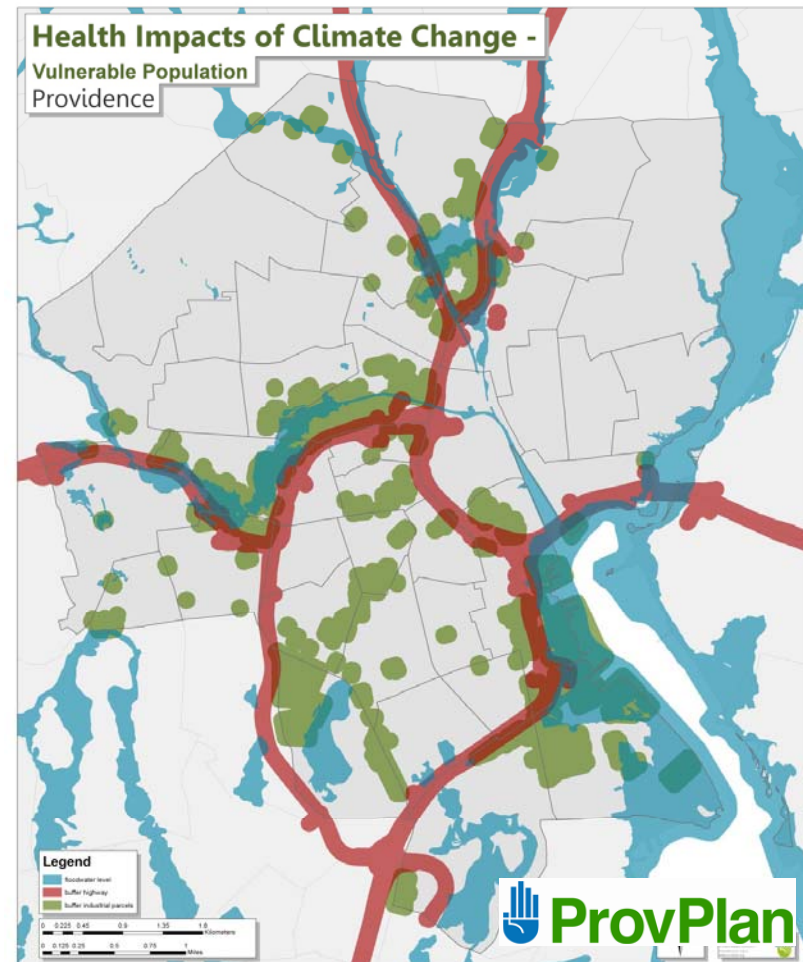 Health Impacts of Climate Change -
Vulnerable Population
Providence
Legend
floodwater level
buffer highway
buffer industrial parcels
0 0.225 0.45 0.9 1.35 1.8
Kilometers
0 0.125 0.25 0.5 0.75 1
Miles
ProvPlan